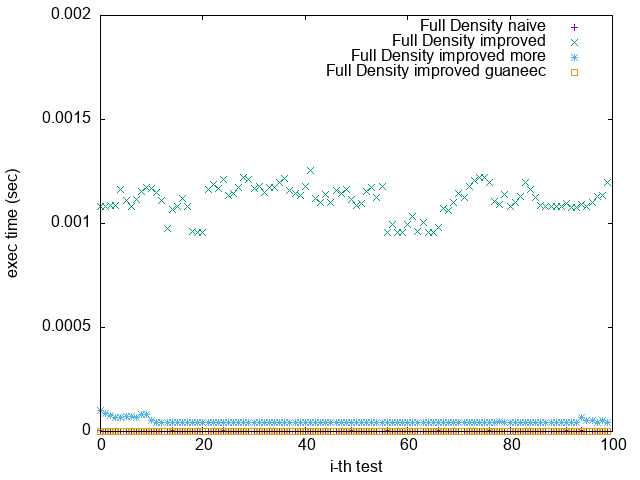 0.002
Full Density naive
Full Density improved
Full Density improved more
Full Density improved guaneec
0.0015
0.001
0.0005
0
exec time (sec)
0 20 40 60 80 100
i-th test